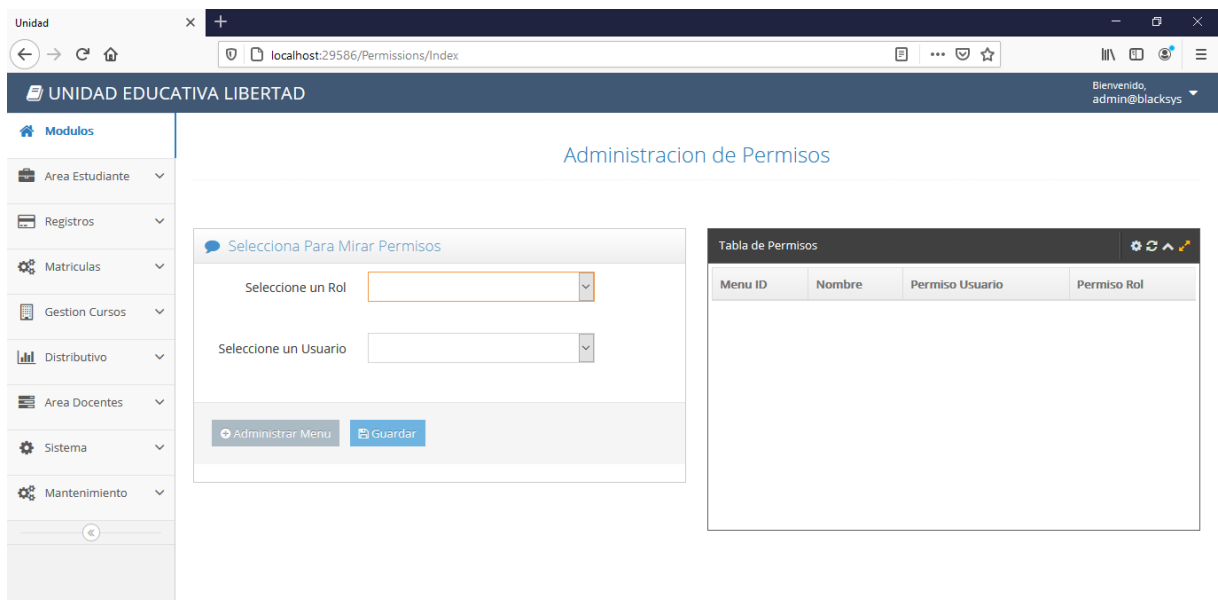 Unidad
localhost:29586/Permissions/Index
UNIDAD EDUCATIVA LIBERTAD
Bienvenido,
admin@blacksys
Modulos
Area Estudiante
Registros
Matriculas
Gestion Cursos
Distributivo
Area Docentes
Sistema
Mantenimiento
Administracion de Permisos
Selecciona Para Mirar Permisos
Seleccione un Rol
Seleccione un Usuario
Administrar Menu
Guardar
Tabla de Permisos
Menu ID Nombre Permiso Usuario Permiso Rol